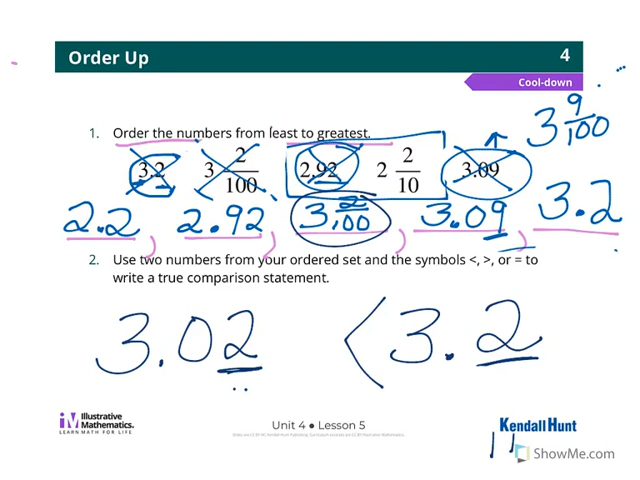 Order Up 4
Cool-down
9
3 100
1. Order the numbers from least to greatest.
3.2 3 2/100 2.92 2 2/10 3.09
2.2 , 2.92 , 3 2/100 , 3.09 , 3.2
2. Use two numbers from your ordered set and the symbols <, >, or = to
write a true comparison statement.
3.02 < 3.2
Illustrative
Mathematics.
LEARN MATH FOR LIFE
Unit 4 • Lesson 5
Kendall Hunt
ShowMe.com